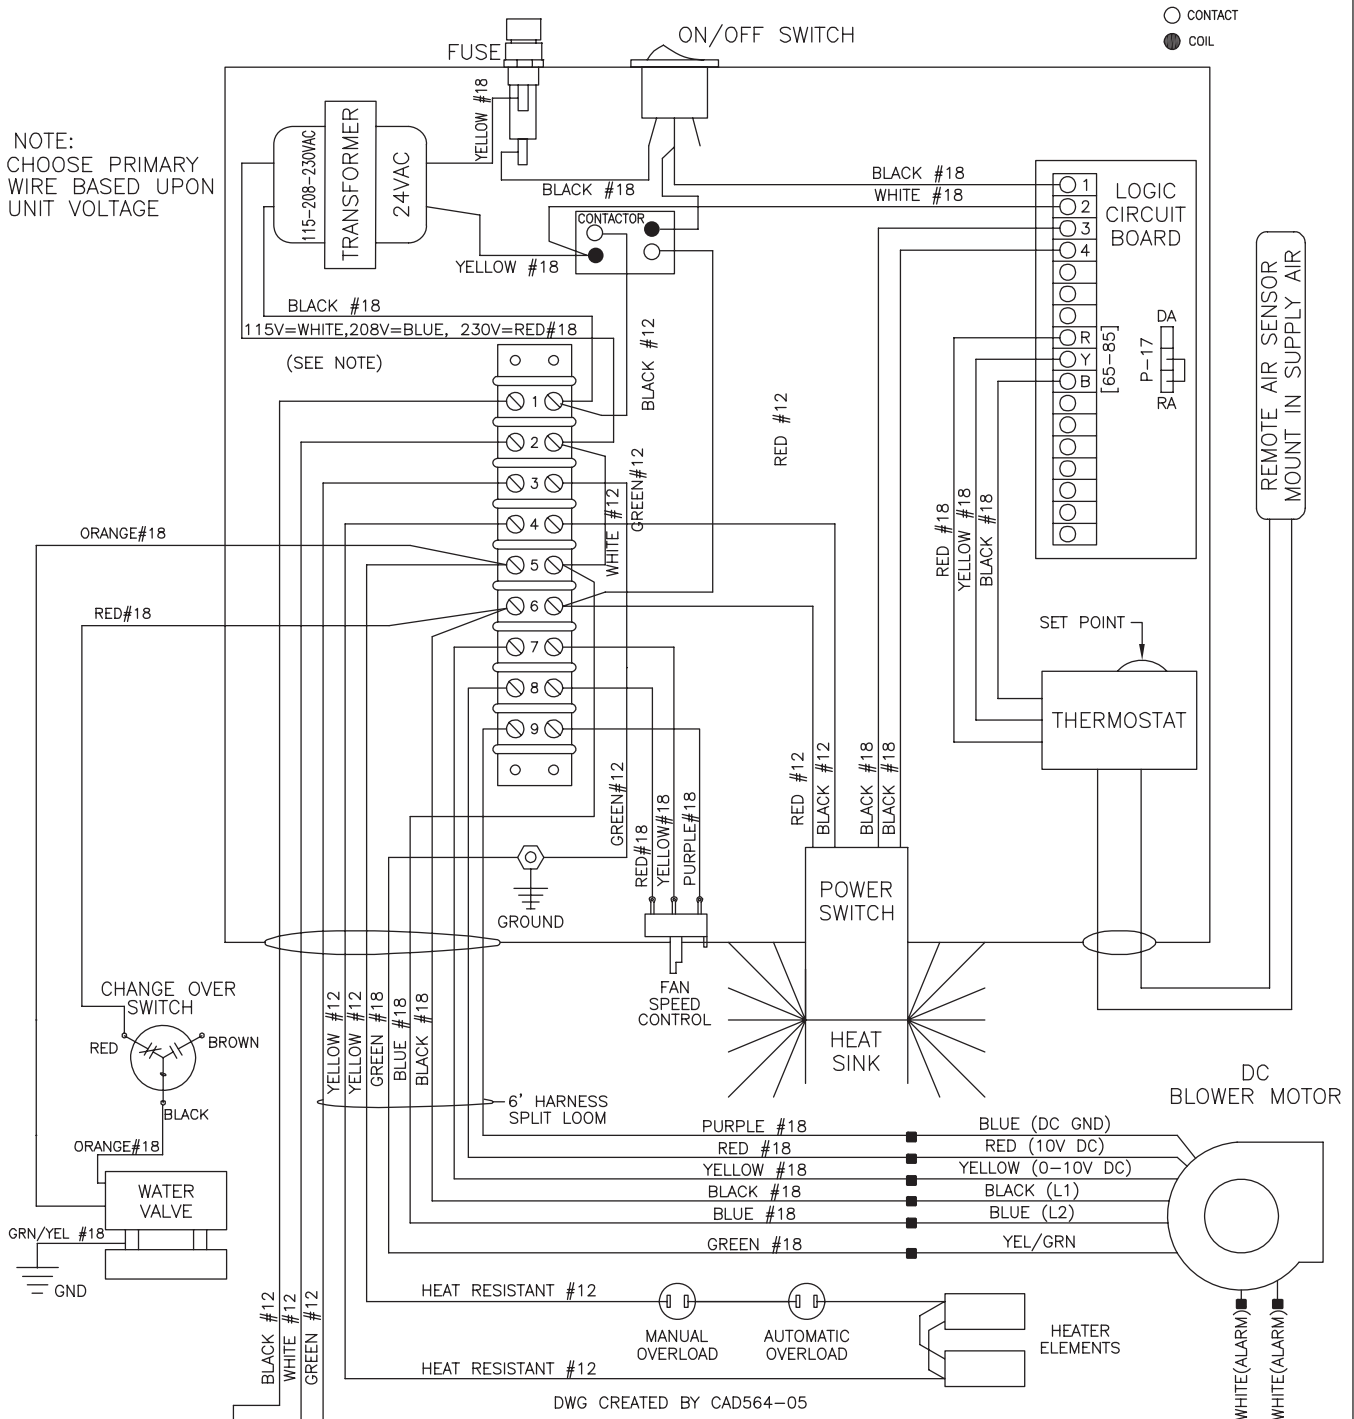 CONTACT
COIL
ON/OFF SWITCH
FUSE
YELLOW #18
NOTE:
CHOOSE PRIMARY
WIRE BASED UPON
UNIT VOLTAGE
115-208-230VAC
TRANSFORMER
24VAC
BLACK #18
BLACK #18
WHITE #18
CONTACTOR
YELLOW #18
BLACK #18
115V=WHITE,208V=BLUE, 230V=RED#18
(SEE NOTE)
BLACK #12
RED #12
LOGIC
CIRCUIT
BOARD
1
2
3
4
R
Y
B
[65-85]
P-17
DA
RA
REMOTE AIR SENSOR
MOUNT IN SUPPLY AIR
1
2
3
4
5
6
7
8
9
WHITE #12
GREEN#12
ORANGE#18
RED#18
RED #18
YELLOW #18
BLACK #18
SET POINT
THERMOSTAT
GREEN#12
RED#18
YELLOW#18
PURPLE#18
RED #12
BLACK #12
BLACK #18
BLACK #18
GROUND
POWER
SWITCH
HEAT
SINK
FAN
SPEED
CONTROL
CHANGE OVER
SWITCH
RED
BROWN
BLACK
ORANGE#18
WATER
VALVE
GRN/YEL #18
GND
YELLOW #12
YELLOW #12
GREEN #18
BLUE #18
BLACK #18
6' HARNESS
SPLIT LOOM
DC
BLOWER MOTOR
PURPLE #18
BLUE (DC GND)
RED #18
RED (10V DC)
YELLOW #18
YELLOW (0-10V DC)
BLACK #18
BLACK (L1)
BLUE #18
BLUE (L2)
GREEN #18
YEL/GRN
BLACK #12
WHITE #12
GREEN #12
HEAT RESISTANT #12
MANUAL
OVERLOAD
AUTOMATIC
OVERLOAD
HEATER
ELEMENTS
HEAT RESISTANT #12
WHITE(ALARM)
WHITE(ALARM)
DWG CREATED BY CAD564-05